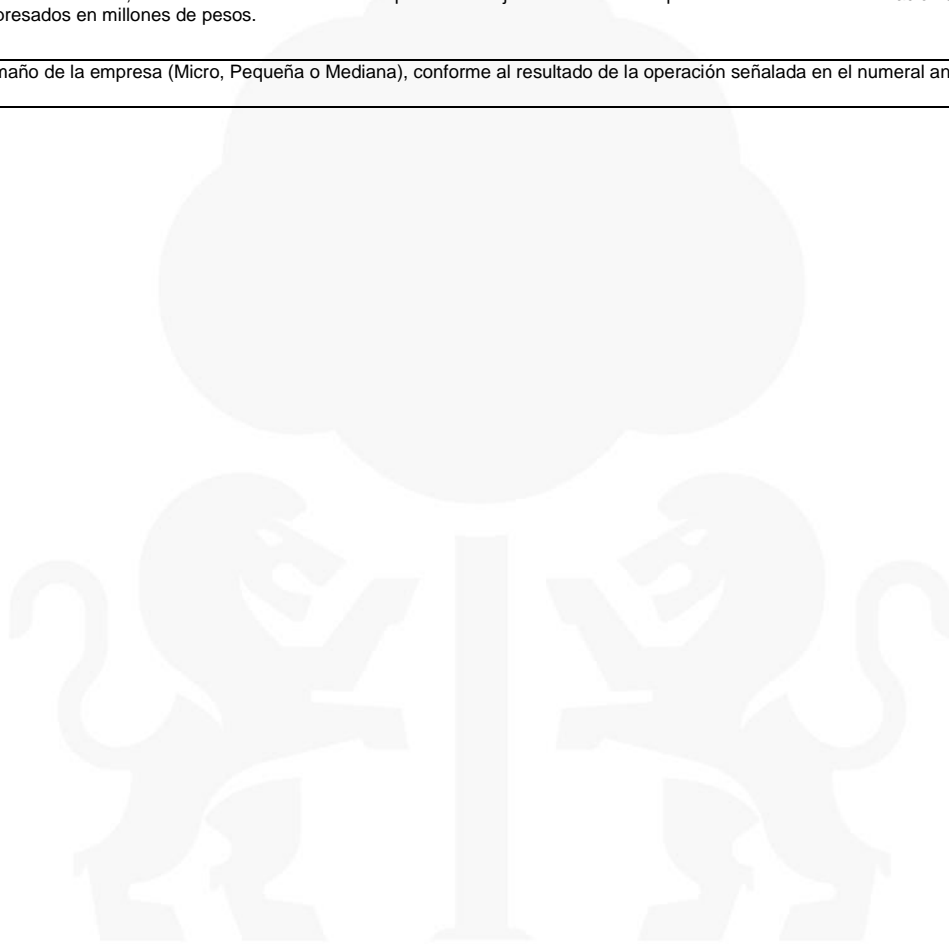 presados en millones de pesos.
maño de la empresa (Micro, Pequeña o Mediana), conforme al resultado de la operación señalada en el numeral an